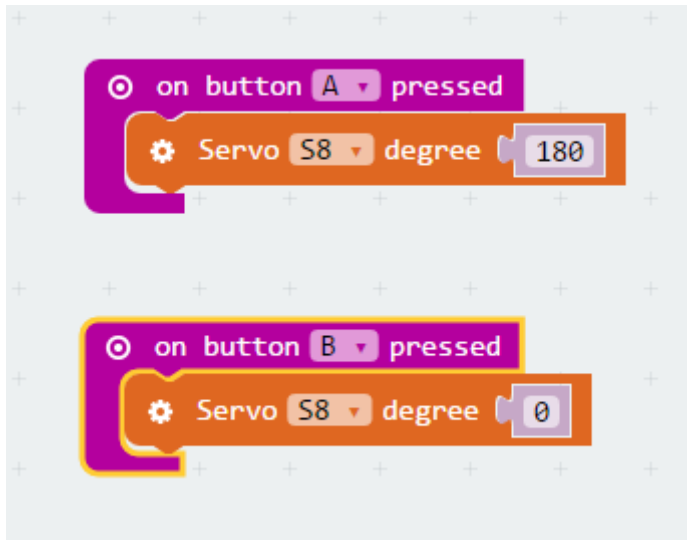 on button A pressed
Servo S8 degree 180
on button B pressed
Servo S8 degree 0